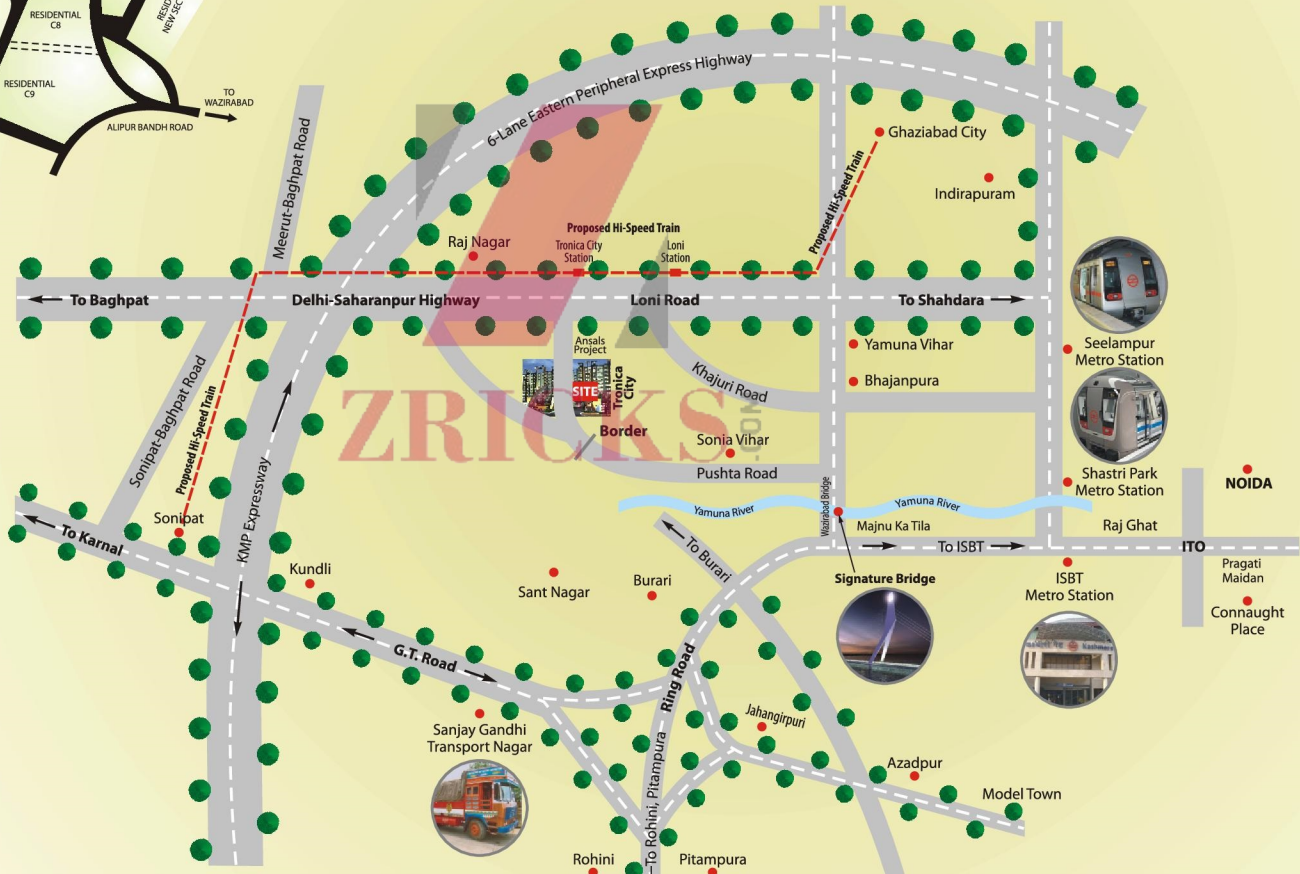 RESIDENTIAL
C8
RESIDENTIAL
C9
TO
WAZIRABAD
ALIPUR BANDH ROAD
6-Lane Eastern Peripheral Express Highway
Meerut-Baghpat Road
Ghaziabad City
Indirapuram
Proposed Hi-Speed Train
Proposed Hi-Speed Train
Raj Nagar
Tronica City
Station
Loni
Station
To Baghpat
Delhi-Saharanpur Highway
Loni Road
To Shahdara
Ansals
Project
SITE
Tronica
City
Yamuna Vihar
Bhajanpura
Seelampur
Metro Station
Khajuri Road
ZRICKS
.COM
Border
Sonia Vihar
Pushta Road
Sonipat-Baghpat Road
Proposed Hi-Speed Train
KMP Expressway
Shastri Park
Metro Station
NOIDA
Yamuna River
Wazirabad Bridge
Yamuna River
Majnu Ka Tila
Raj Ghat
To Karnal
Sonipat
Kundli
To Burari
To ISBT
ITO
Signature Bridge
Sant Nagar
Burari
ISBT
Metro Station
Pragati
Maidan
Connaught
Place
G.T. Road
Ring Road
Sanjay Gandhi
Transport Nagar
Jahangirpuri
Azadpur
Model Town
To Rohini, Pitampura
Rohini
Pitampura